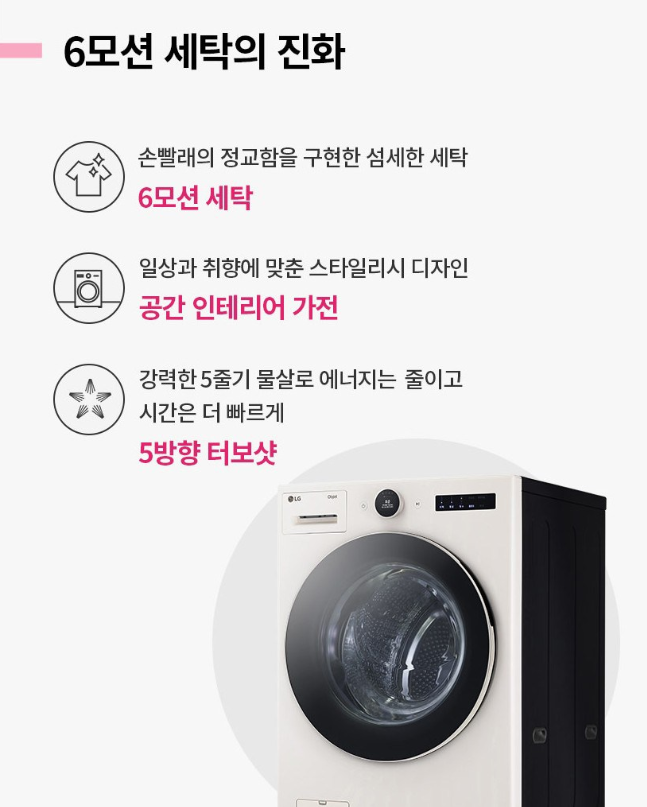 6모션 세탁의 진화
손빨래의 정교함을 구현한 섬세한 세탁
6모션 세탁
일상과 취향에 맞춘 스타일리시 디자인
공간 인테리어 가전
강력한 5줄기 물살로 에너지는 줄이고
시간은 더 빠르게
5방향 터보샷
LG